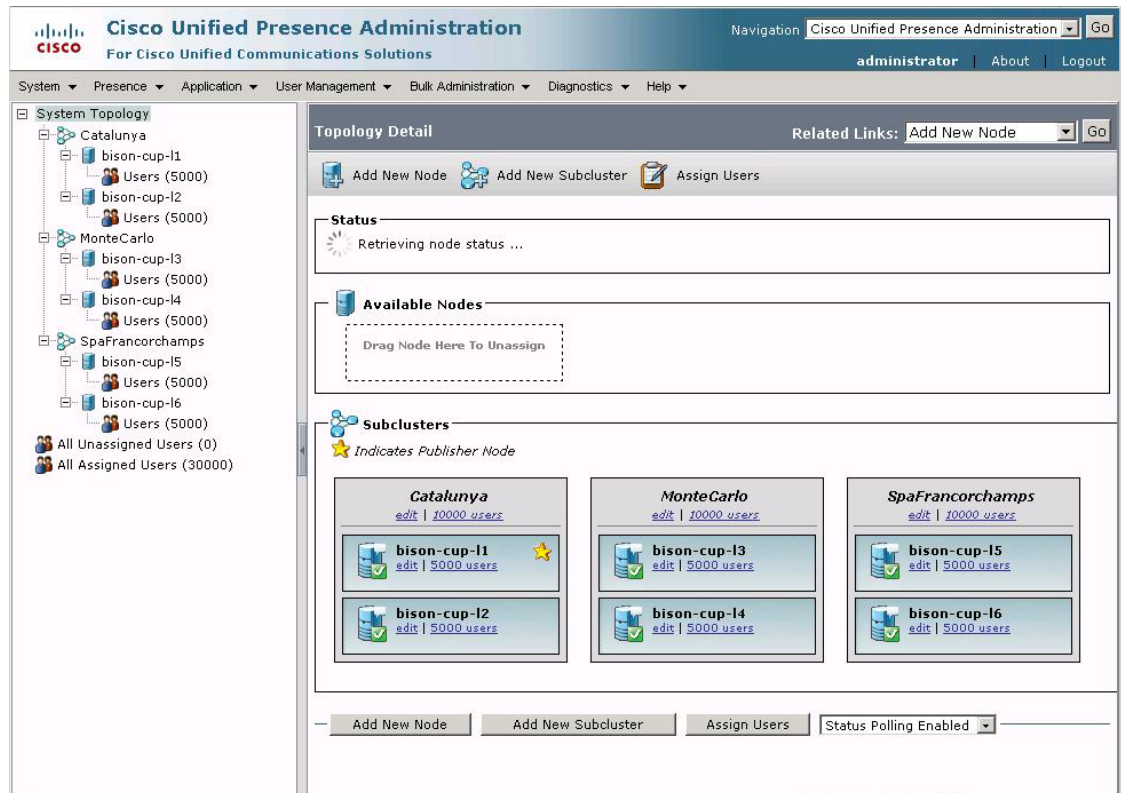 CISCO
Cisco Unified Presence Administration
For Cisco Unified Communications Solutions
Navigation Cisco Unified Presence Administration Go
administrator | About | Logout
System Presence Application User Management Bulk Administration Diagnostics Help
System Topology
Catalunya
bison-cup-l1
Users (5000)
bison-cup-l2
Users (5000)
MonteCarlo
bison-cup-l3
Users (5000)
bison-cup-l4
Users (5000)
SpaFrancorchamps
bison-cup-l5
Users (5000)
bison-cup-l6
Users (5000)
All Unassigned Users (0)
All Assigned Users (30000)
Topology Detail
Related Links: Add New Node Go
Add New Node Add New Subcluster Assign Users
Status
Retrieving node status ...
Available Nodes
Drag Node Here To Unassign
Subclusters
Indicates Publisher Node
Catalunya
edit | 10000 users
bison-cup-l1
edit | 5000 users
bison-cup-l2
edit | 5000 users
MonteCarlo
edit | 10000 users
bison-cup-l3
edit | 5000 users
bison-cup-l4
edit | 5000 users
SpaFrancorchamps
edit | 10000 users
bison-cup-l5
edit | 5000 users
bison-cup-l6
edit | 5000 users
Add New Node Add New Subcluster Assign Users Status Polling Enabled